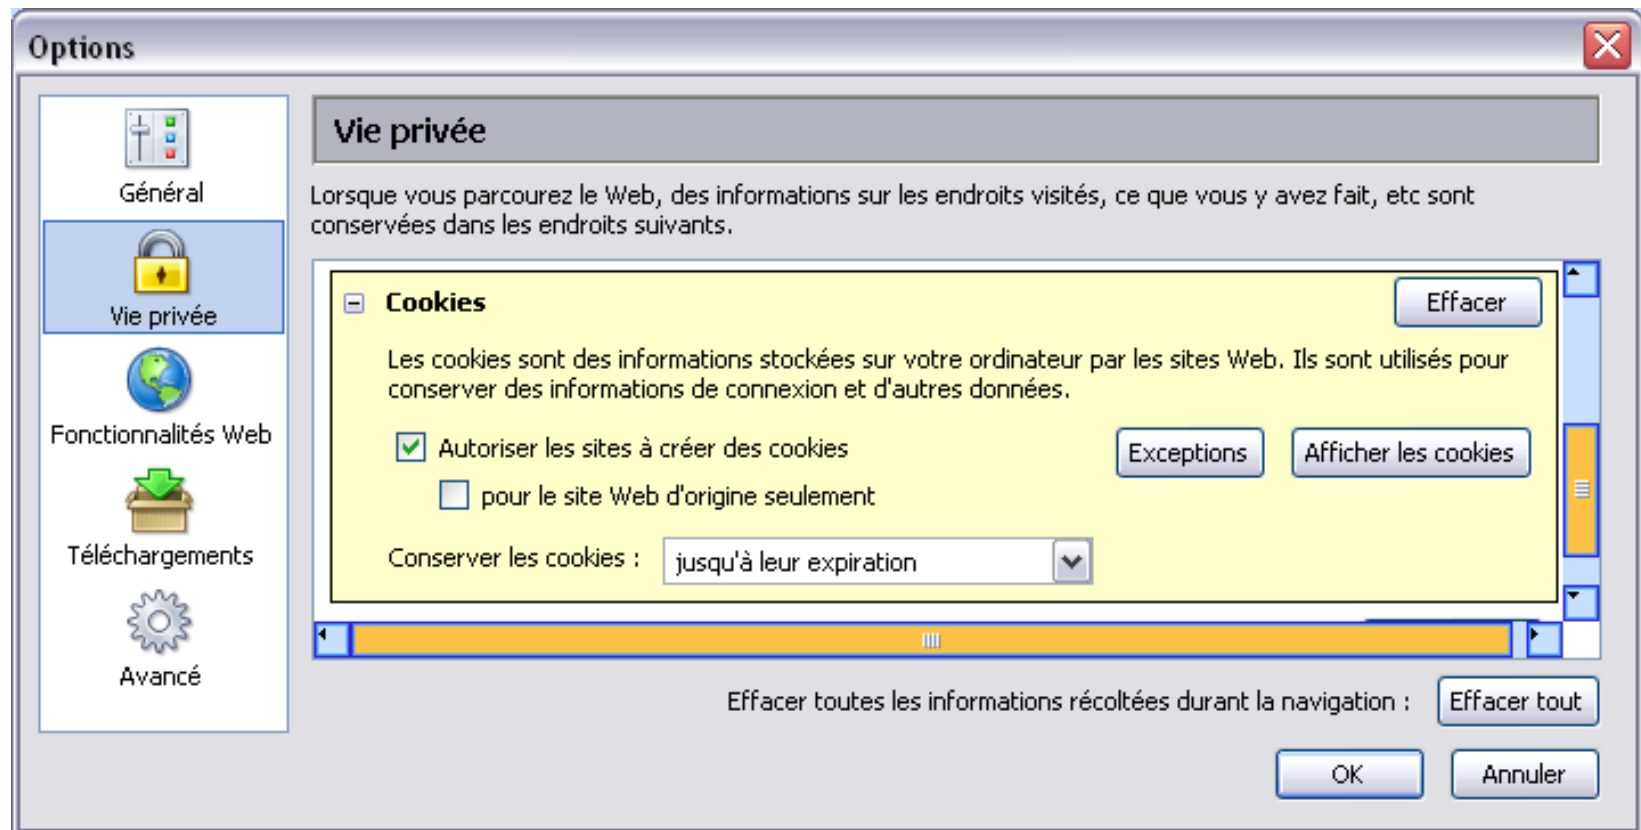 Options
Général
Vie privée
Fonctionnalités Web
Téléchargements
Avancé
Vie privée
Lorsque vous parcourez le Web, des informations sur les endroits visités, ce que vous y avez fait, etc sont
conservées dans les endroits suivants.
Cookies
Effacer
Les cookies sont des informations stockées sur votre ordinateur par les sites Web. Ils sont utilisés pour
conserver des informations de connexion et d'autres données.
Autoriser les sites à créer des cookies
Exceptions
Afficher les cookies
pour le site Web d'origine seulement
Conserver les cookies :
jusqu'à leur expiration
Effacer toutes les informations récoltées durant la navigation :
Effacer tout
OK
Annuler